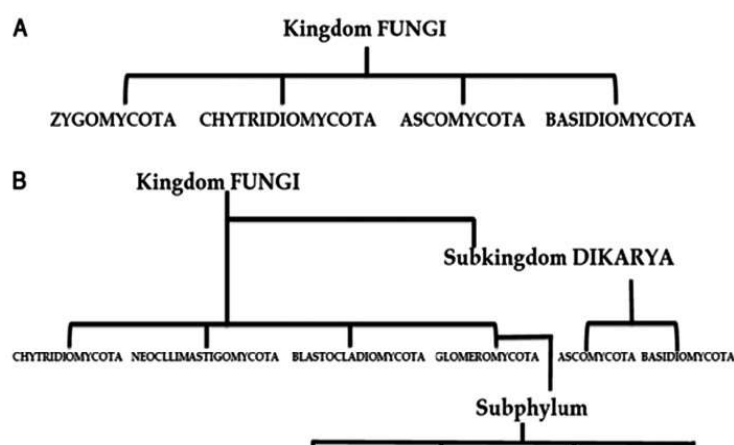 A
Kingdom FUNGI
ZYGOMYCOTA CHYTRIDIOMYCOTA ASCOMYCOTA BASIDIOMYCOTA
B
Kingdom FUNGI
Subkingdom DIKARYA
CHYTRIDIOMYCOTA NEOCLLIMASTIGOMYCOTA BLASTOCLADIOMYCOTA GLOMEROMYCOTA ASCOMYCOTA BASIDIOMYCOTA
Subphylum